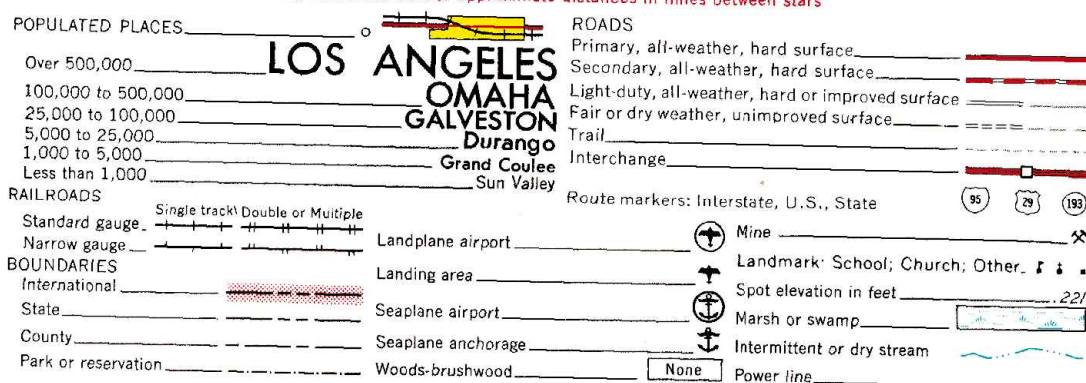 approximate distances in miles between stars
POPULATED PLACES
Over 500,000 LOS ANGELES
100,000 to 500,000 OMAHA
25,000 to 100,000 GALVESTON
5,000 to 25,000 Durango
1,000 to 5,000 Grand Coulee
Less than 1,000 Sun Valley
RAILROADS
Single track Double or Multiple
Standard gauge
Narrow gauge
BOUNDARIES
International
State
County
Park or reservation
Landplane airport
Landing area
Seaplane airport
Seaplane anchorage
Woods-brushwood None
ROADS
Primary, all-weather, hard surface
Secondary, all-weather, hard surface
Light-duty, all-weather, hard or improved surface
Fair or dry weather, unimproved surface
Trail
Interchange
Route markers: Interstate, U.S., State 95 29 193
Mine
Landmark: School; Church; Other
Spot elevation in feet
Marsh or swamp
Intermittent or dry stream
Power line